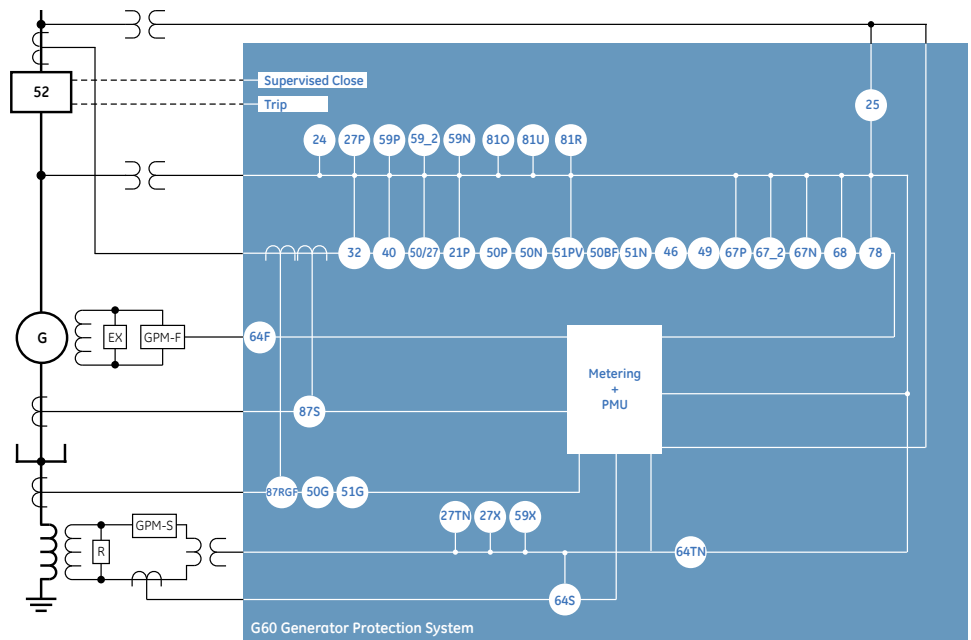 52
Supervised Close
Trip
25
24 27P 59P 59_2 59N 81O 81U 81R
32 40 50/27 21P 50P 50N 51PV 50BF 51N 46 49 67P 67_2 67N 68 78
G EX GPM-F 64F
Metering
+
PMU
87S
87RGF 50G 51G
27TN 27X 59X
GPM-S
R
64TN
64S
G60 Generator Protection System